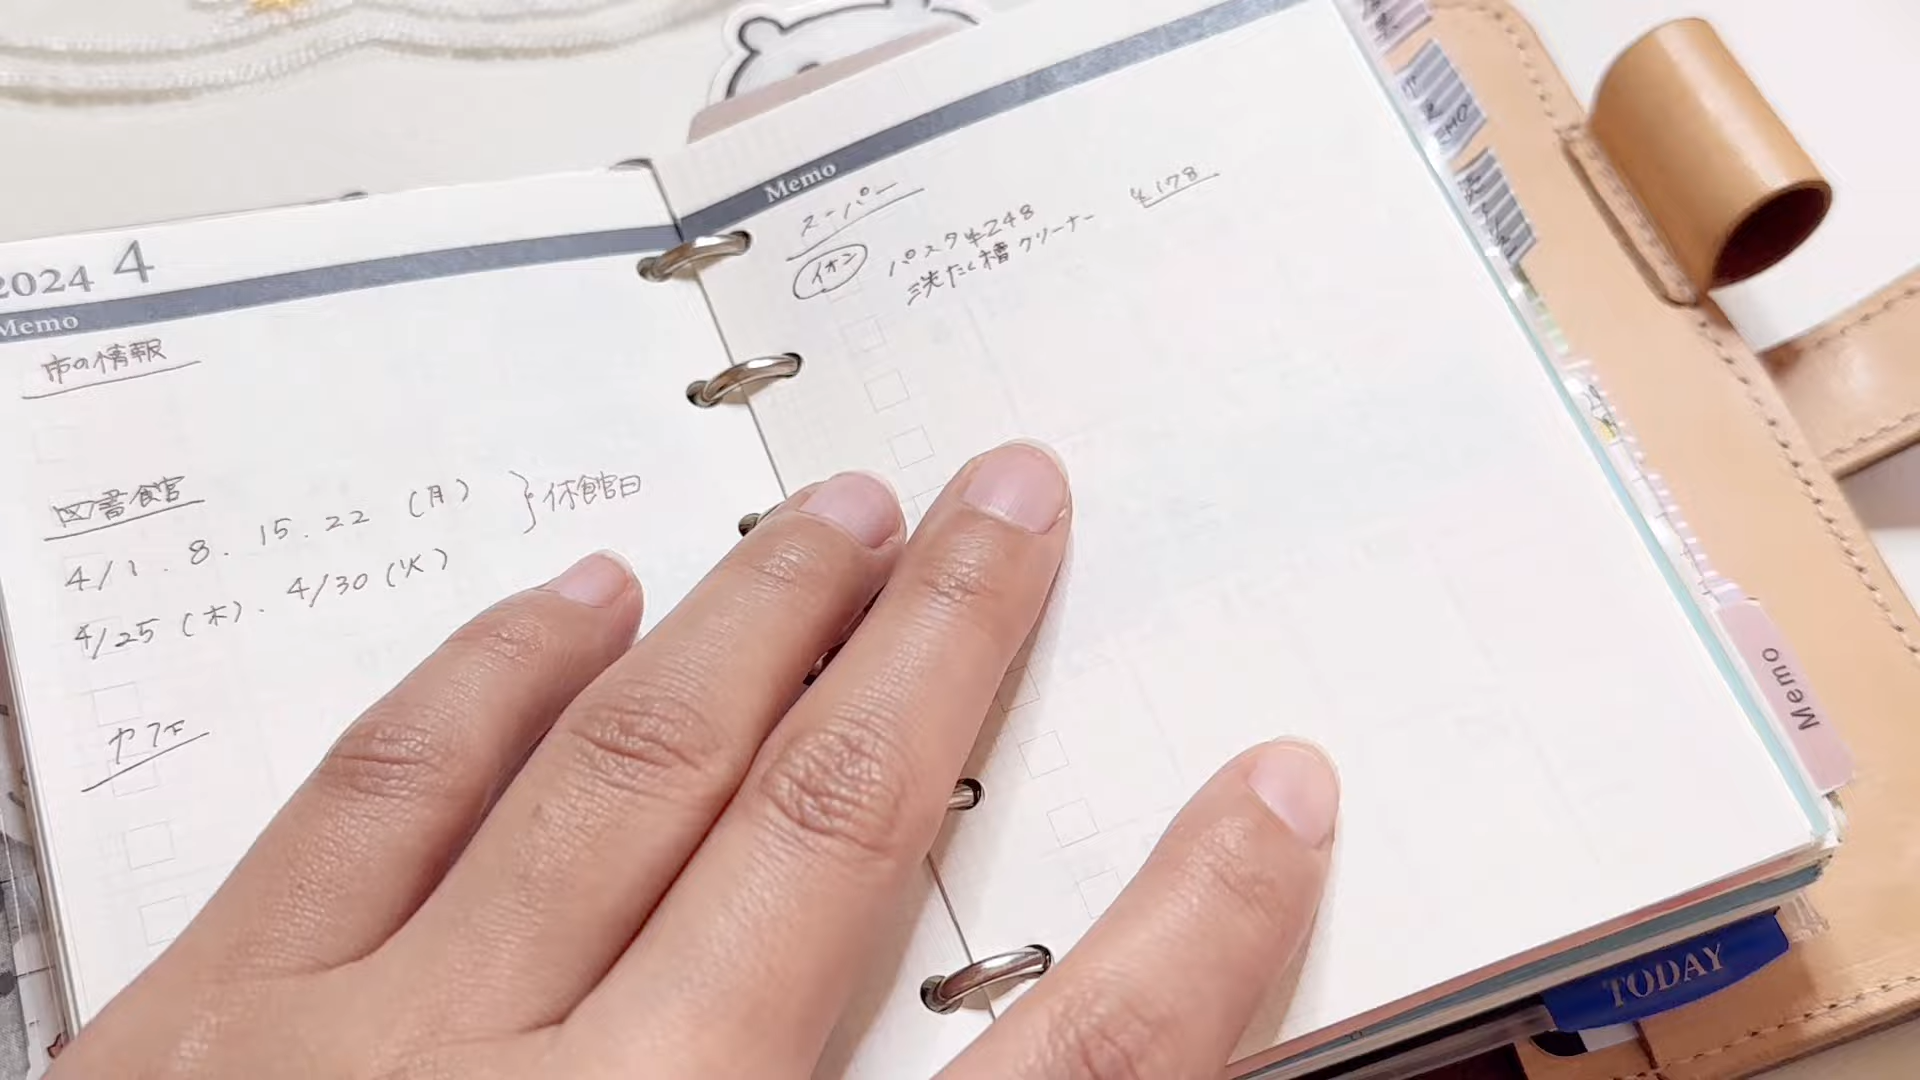 2024 4
Memo
市の情報
図書館
4/1. 8. 15. 22 (月)
4/25 (木). 4/30 (火)
}休館日
カフェ
Memo
スーパー
イオン
パスタ ¥248
洗たく槽クリーナー ¥178
MEMO
Memo
TODAY